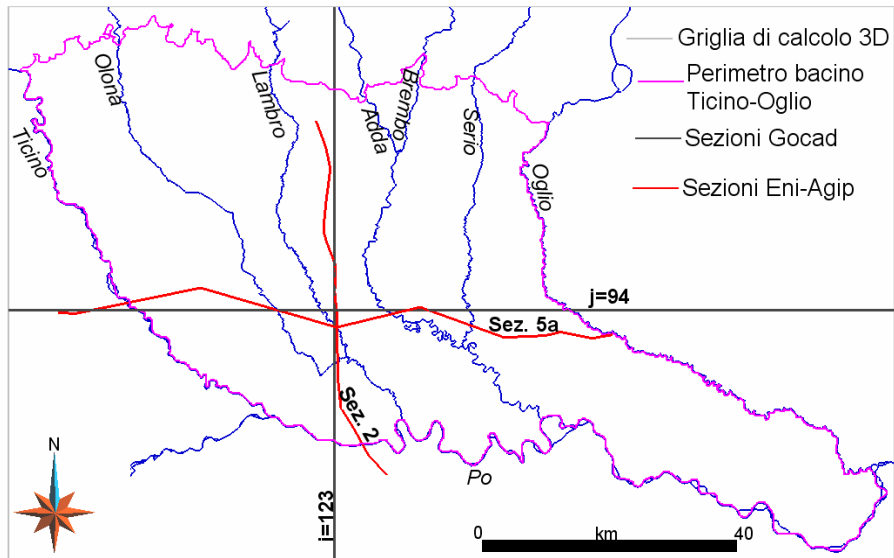 Griglia di calcolo 3D
Perimetro bacino
Ticino-Oglio
Sezioni Gocad
Sezioni Eni-Agip
Olona
Lambro
Adda
Brembo
Serio
Ticino
Oglio
j=94
Sez. 5a
Sez. 2
N
Po
i=123
0 km 40